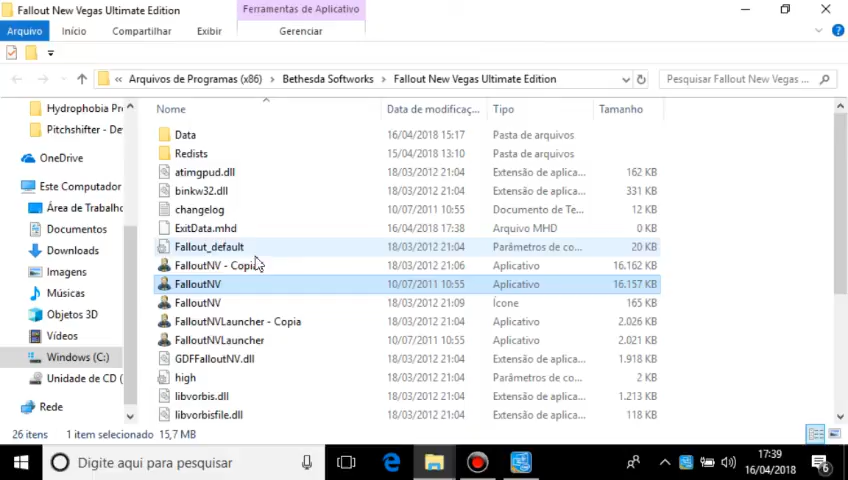 Fallout New Vegas Ultimate Edition
Ferramentas de Aplicativo
Arquivo Início Compartilhar Exibir Gerenciar
« Arquivos de Programas (x86) › Bethesda Softworks › Fallout New Vegas Ultimate Edition
Pesquisar Fallout New Vegas ...
Nome Data de modificaç... Tipo Tamanho
Hydrophobia Pr
Pitchshifter - De
OneDrive
Este Computador
Área de Trabalho
Documentos
Downloads
Imagens
Músicas
Objetos 3D
Vídeos
Windows (C:)
Unidade de CD (
Rede
Data 16/04/2018 15:17 Pasta de arquivos
Redists 15/04/2018 13:10 Pasta de arquivos
atimgpud.dll 18/03/2012 21:04 Extensão de aplica... 162 KB
binkw32.dll 18/03/2012 21:04 Extensão de aplica... 331 KB
changelog 10/07/2011 10:55 Documento de Te... 12 KB
ExitData.mhd 16/04/2018 17:38 Arquivo MHD 0 KB
Fallout_default 18/03/2012 21:04 Parâmetros de co... 20 KB
FalloutNV - Copia 18/03/2012 21:06 Aplicativo 16.162 KB
FalloutNV 10/07/2011 10:55 Aplicativo 16.157 KB
FalloutNV 18/03/2012 21:09 Ícone 165 KB
FalloutNVLauncher - Copia 18/03/2012 21:04 Aplicativo 2.026 KB
FalloutNVLauncher 10/07/2011 10:55 Aplicativo 2.021 KB
GDFFalloutNV.dll 18/03/2012 21:04 Extensão de aplica... 1.918 KB
high 18/03/2012 21:04 Parâmetros de co... 2 KB
libvorbis.dll 18/03/2012 21:04 Extensão de aplica... 1.213 KB
libvorbisfile.dll 18/03/2012 21:04 Extensão de aplica... 118 KB
26 itens 1 item selecionado 15,7 MB
Digite aqui para pesquisar
17:39
16/04/2018
6